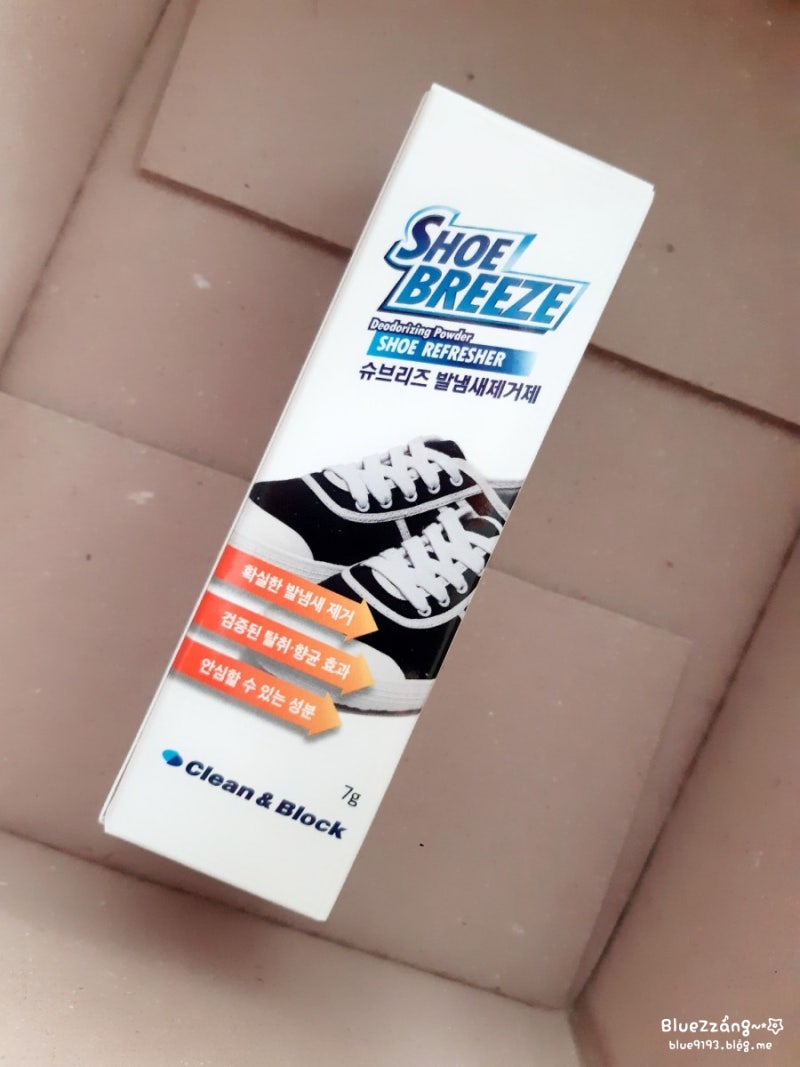 SHOE
BREEZE
Deodorizing Powder
SHOE REFRESHER
슈브리즈 발냄새제거제
확실한 발냄새 제거
검증된 탈취·향균 효과
안심할 수 있는 성분
7g
Clean & Block
Bluezzáng~*
blue9193.blog.me